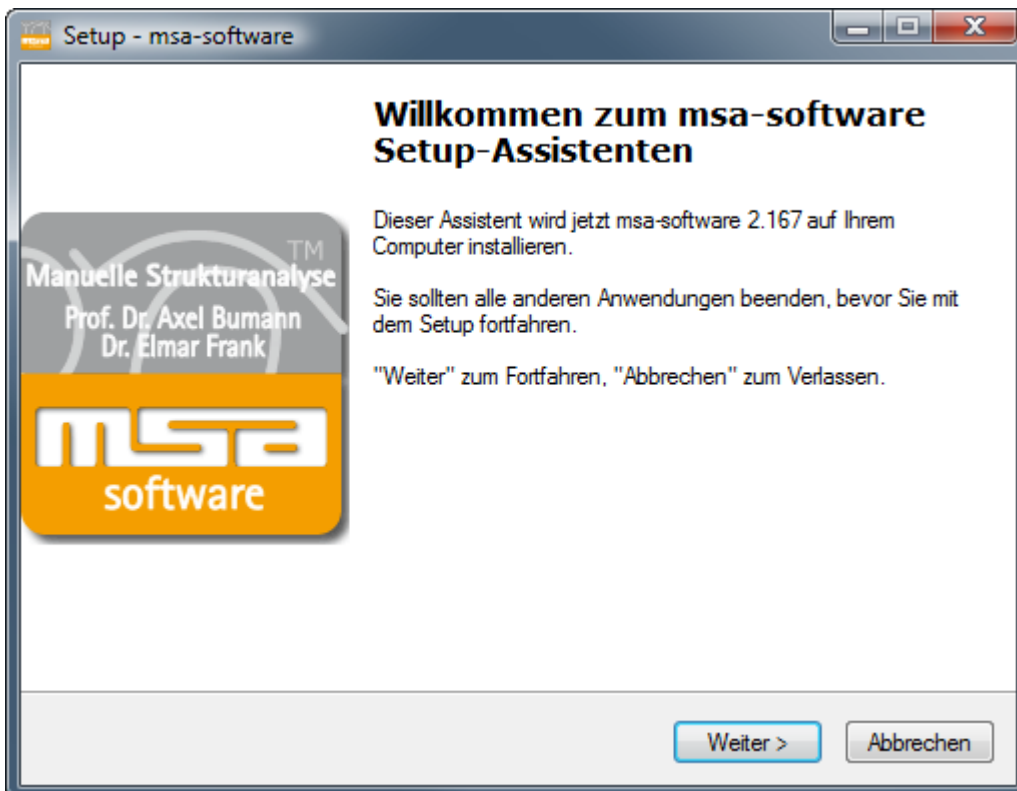 Setup - msa-software
Willkommen zum msa-software
Setup-Assistenten
Dieser Assistent wird jetzt msa-software 2.167 auf Ihrem
Computer installieren.
Sie sollten alle anderen Anwendungen beenden, bevor Sie mit
dem Setup fortfahren.
"Weiter" zum Fortfahren, "Abbrechen" zum Verlassen.
TM
Manuelle Strukturanalyse
Prof. Dr. Axel Bumann
Dr. Elmar Frank
msa
software
Weiter >
Abbrechen